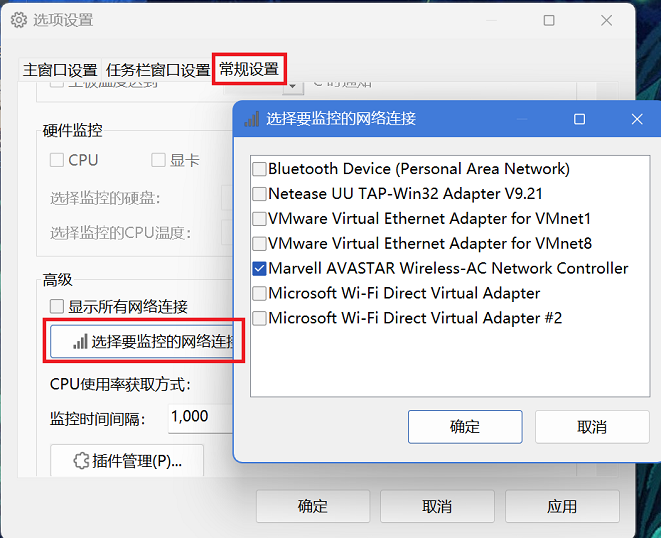 选项设置
主窗口设置 任务栏窗口设置 常规设置
选择要监控的网络连接
硬件监控
CPU 显卡
选择监控的硬盘:
选择监控的CPU温度:
高级
显示所有网络连接
选择要监控的网络连接
CPU使用率获取方式:
监控时间间隔: 1,000
插件管理(P)...
Bluetooth Device (Personal Area Network)
Netease UU TAP-Win32 Adapter V9.21
VMware Virtual Ethernet Adapter for VMnet1
VMware Virtual Ethernet Adapter for VMnet8
Marvell AVASTAR Wireless-AC Network Controller
Microsoft Wi-Fi Direct Virtual Adapter
Microsoft Wi-Fi Direct Virtual Adapter #2
确定 取消
确定 取消 应用